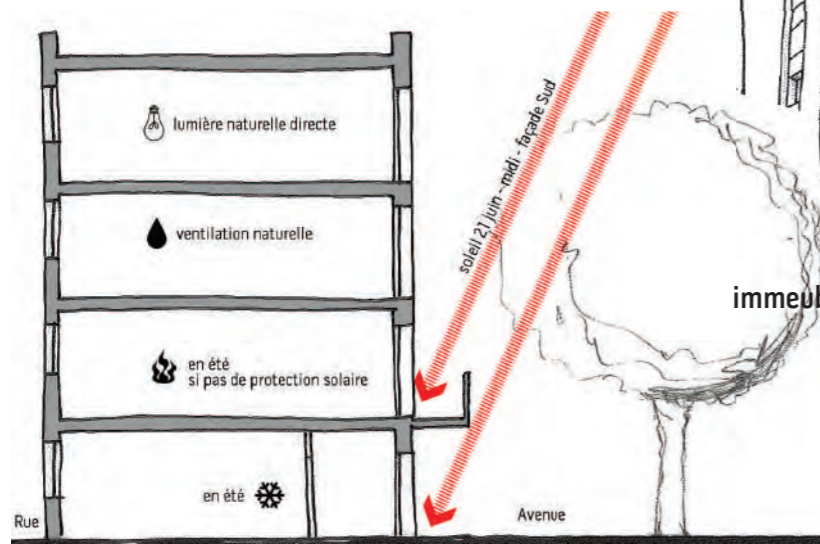 lumière naturelle directe
soleil 21 juin - midi - façade Sud
ventilation naturelle
immeub
en été
si pas de protection solaire
en été
Rue
Avenue